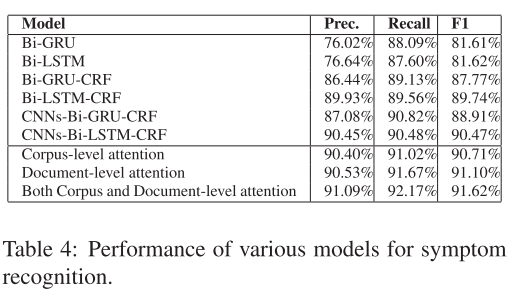 Model Prec. Recall F1
Bi-GRU 76.02% 88.09% 81.61%
Bi-LSTM 76.64% 87.60% 81.62%
Bi-GRU-CRF 86.44% 89.13% 87.77%
Bi-LSTM-CRF 89.93% 89.56% 89.74%
CNNs-Bi-GRU-CRF 87.08% 90.82% 88.91%
CNNs-Bi-LSTM-CRF 90.45% 90.48% 90.47%
Corpus-level attention 90.40% 91.02% 90.71%
Document-level attention 90.53% 91.67% 91.10%
Both Corpus and Document-level attention 91.09% 92.17% 91.62%
Table 4: Performance of various models for symptom
recognition.